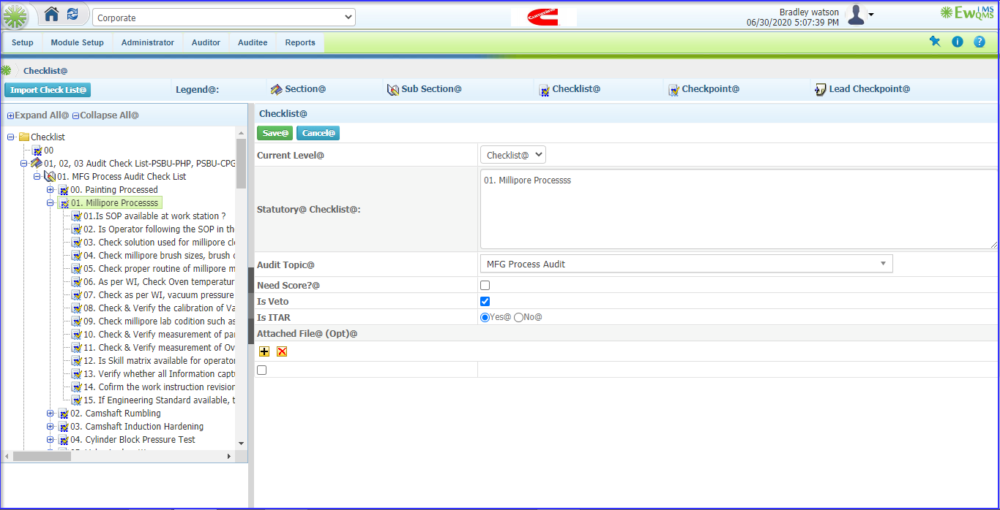 Corporate
Cummins
Bradley watson
06/30/2020 5:07:39 PM
EwQMS
IMS
Setup Module Setup Administrator Auditor Auditee Reports
Checklist@
Import Check List@ Legend@: Section@ Sub Section@ Checklist@ Checkpoint@ Lead Checkpoint@
Expand All@ Collapse All@
Checklist
00
01, 02, 03 Audit Check List-PSBU-PHP, PSBU-CPG
01. MFG Process Audit Check List
00. Painting Processed
01. Millipore Processss
01.Is SOP available at work station ?
02. Is Operator following the SOP in th
03. Check solution used for millipore cl
04. Check millipore brush sizes, brush
05. Check proper routine of millipore m
06. As per WI, Check Oven temperatur
07. Check as per WI, vacuum pressure
08. Check & Verify the calibration of Va
09. Check millipore lab codition such as
10. Check & Verify measurement of par
11. Check & Verify measurement of Ov
12. Is Skill matrix available for operator
13. Verify whether all Information capt
14. Cofirm the work instruction revision
15. If Engineering Standard available, t
02. Camshaft Rumbling
03. Camshaft Induction Hardening
04. Cylinder Block Pressure Test
Checklist@
Save@ Cancel@
Current Level@ Checklist@
Statutory@ Checklist@: 01. Millipore Processss
Audit Topic@ MFG Process Audit
Need Score?@
Is Veto
Is ITAR Yes@ No@
Attached File@ (Opt)@